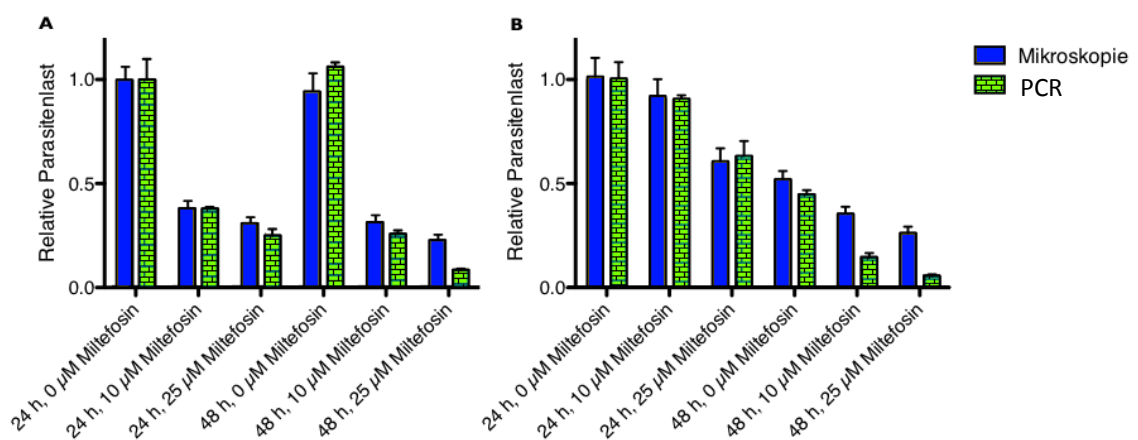 A
Relative Parasitenlast
1.0
0.5
0.0
24 h, 0 µM Miltefosin
24 h, 10 µM Miltefosin
24 h, 25 µM Miltefosin
48 h, 0 µM Miltefosin
48 h, 10 µM Miltefosin
48 h, 25 µM Miltefosin
B
Relative Parasitenlast
1.0
0.5
0.0
24 h, 0 µM Miltefosin
24 h, 10 µM Miltefosin
24 h, 25 µM Miltefosin
48 h, 0 µM Miltefosin
48 h, 10 µM Miltefosin
48 h, 25 µM Miltefosin
Mikroskopie
PCR